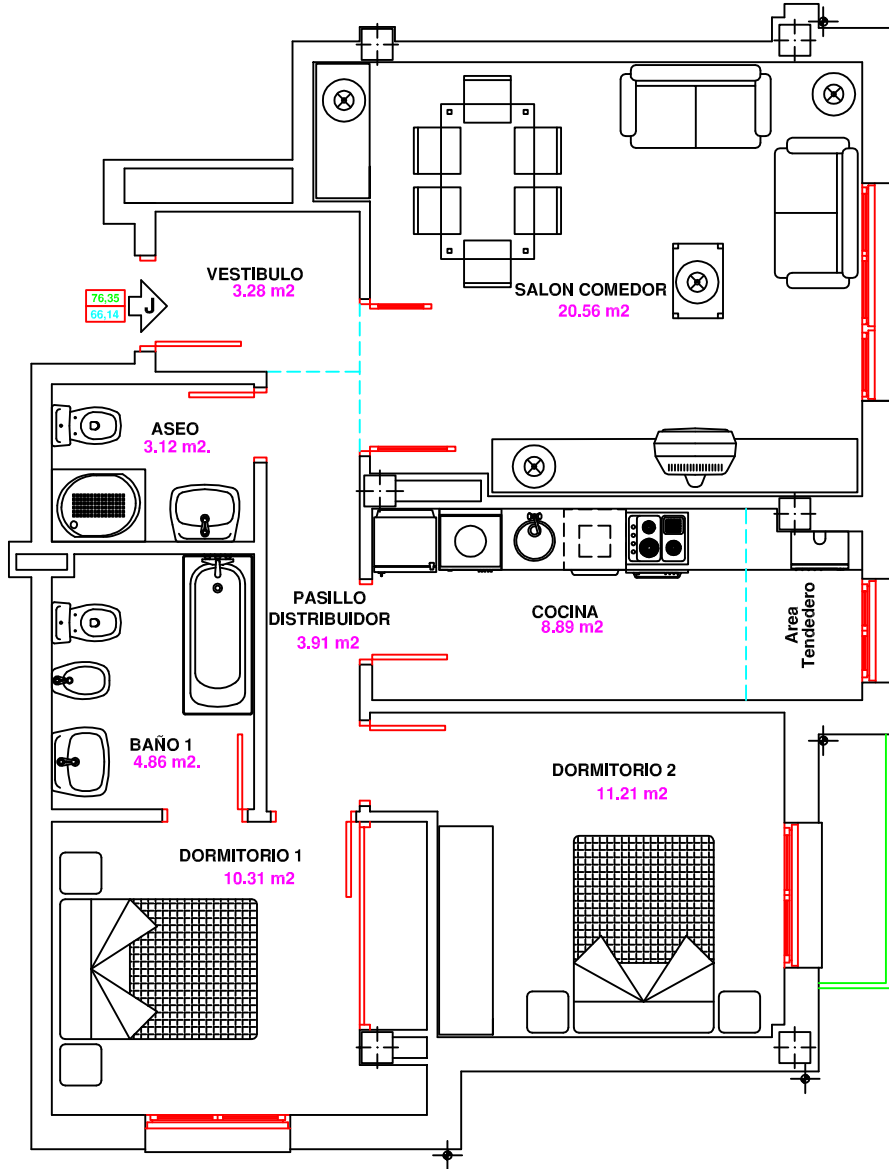 VESTIBULO
3.28 m2
SALON COMEDOR
20.56 m2
76,35
66,14
J
ASEO
3.12 m2.
PASILLO
DISTRIBUIDOR
3.91 m2
COCINA
8.89 m2
Area
Tendedero
BAÑO 1
4.86 m2.
DORMITORIO 2
11.21 m2
DORMITORIO 1
10.31 m2